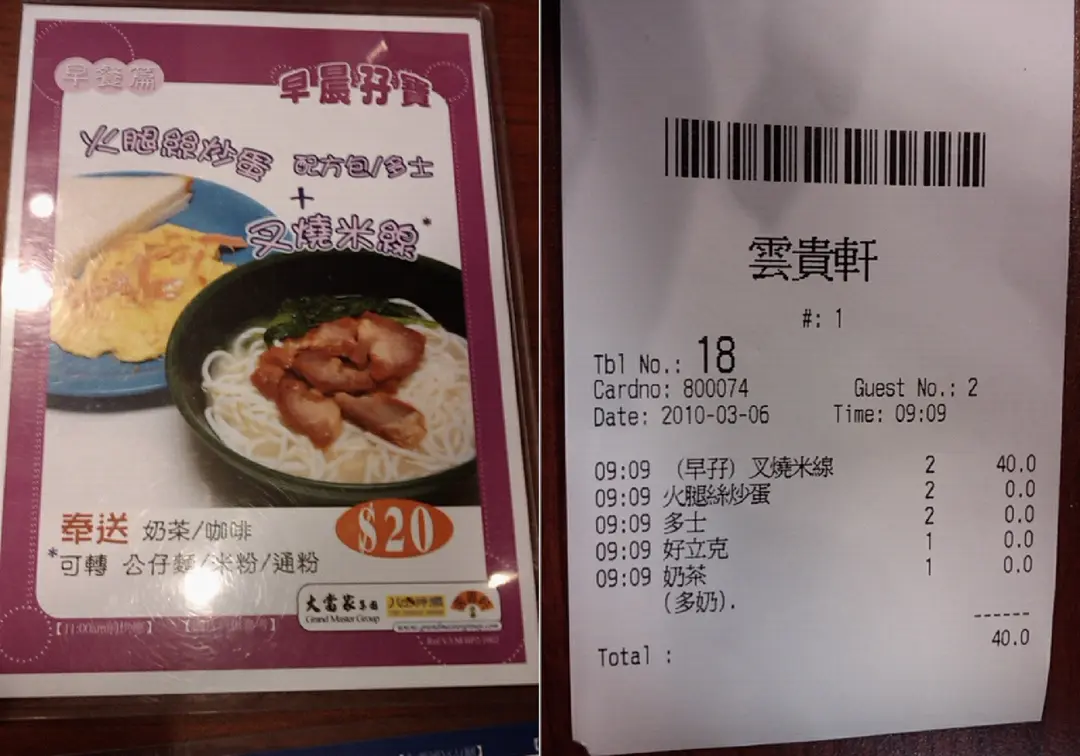 早餐篇
早晨孖寶
火腿絲炒蛋 配方包/多士
+
叉燒米線*
奉送 奶茶/咖啡
$20
*可轉 公仔麵/米粉/通粉
大當家集團
Grand Master Group
雲貴軒
#: 1
Tbl No.: 18
Cardno: 800074 Guest No.: 2
Date: 2010-03-06 Time: 09:09
09:09 (早孖) 叉燒米線 2 40.0
09:09 火腿絲炒蛋 2 0.0
09:09 多士 2 0.0
09:09 好立克 1 0.0
09:09 奶茶 1 0.0
(多奶).
------
40.0
Total :